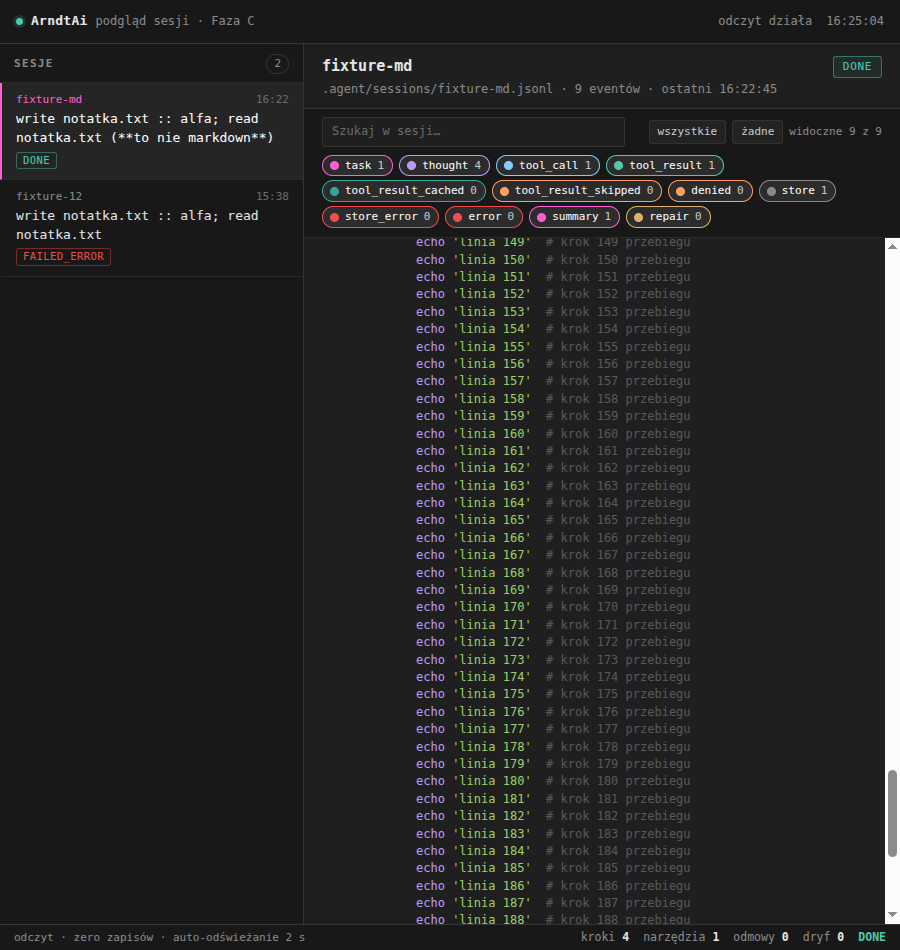 ArndtAi podgląd sesji · Faza C
odczyt działa 16:25:04
SESJE 2
fixture-md 16:22
write notatka.txt :: alfa; read
notatka.txt (**to nie markdown**)
DONE
fixture-12 15:38
write notatka.txt :: alfa; read
notatka.txt
FAILED_ERROR
fixture-md
DONE
.agent/sessions/fixture-md.jsonl · 9 eventów · ostatni 16:22:45
Szukaj w sesji…
wszystkie żadne widoczne 9 z 9
task 1 thought 4 tool_call 1 tool_result 1
tool_result_cached 0 tool_result_skipped 0 denied 0 store 1
store_error 0 error 0 summary 1 repair 0
echo 'linia 149' # krok 149 przebiegu
echo 'linia 150' # krok 150 przebiegu
echo 'linia 151' # krok 151 przebiegu
echo 'linia 152' # krok 152 przebiegu
echo 'linia 153' # krok 153 przebiegu
echo 'linia 154' # krok 154 przebiegu
echo 'linia 155' # krok 155 przebiegu
echo 'linia 156' # krok 156 przebiegu
echo 'linia 157' # krok 157 przebiegu
echo 'linia 158' # krok 158 przebiegu
echo 'linia 159' # krok 159 przebiegu
echo 'linia 160' # krok 160 przebiegu
echo 'linia 161' # krok 161 przebiegu
echo 'linia 162' # krok 162 przebiegu
echo 'linia 163' # krok 163 przebiegu
echo 'linia 164' # krok 164 przebiegu
echo 'linia 165' # krok 165 przebiegu
echo 'linia 166' # krok 166 przebiegu
echo 'linia 167' # krok 167 przebiegu
echo 'linia 168' # krok 168 przebiegu
echo 'linia 169' # krok 169 przebiegu
echo 'linia 170' # krok 170 przebiegu
echo 'linia 171' # krok 171 przebiegu
echo 'linia 172' # krok 172 przebiegu
echo 'linia 173' # krok 173 przebiegu
echo 'linia 174' # krok 174 przebiegu
echo 'linia 175' # krok 175 przebiegu
echo 'linia 176' # krok 176 przebiegu
echo 'linia 177' # krok 177 przebiegu
echo 'linia 178' # krok 178 przebiegu
echo 'linia 179' # krok 179 przebiegu
echo 'linia 180' # krok 180 przebiegu
echo 'linia 181' # krok 181 przebiegu
echo 'linia 182' # krok 182 przebiegu
echo 'linia 183' # krok 183 przebiegu
echo 'linia 184' # krok 184 przebiegu
echo 'linia 185' # krok 185 przebiegu
echo 'linia 186' # krok 186 przebiegu
echo 'linia 187' # krok 187 przebiegu
echo 'linia 188' # krok 188 przebiegu
odczyt · zero zapisów · auto-odświeżanie 2 s
kroki 4 narzędzia 1 odmowy 0 dryf 0 DONE